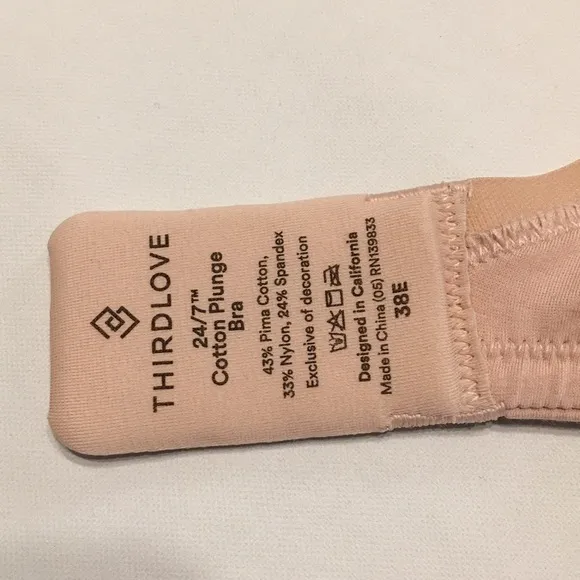 THIRDLOVE
24/7™
Cotton Plunge
Bra
43% Pima Cotton,
33% Nylon, 24% Spandex
Exclusive of decoration
Designed in California
Made in China (05) RN139833
38E